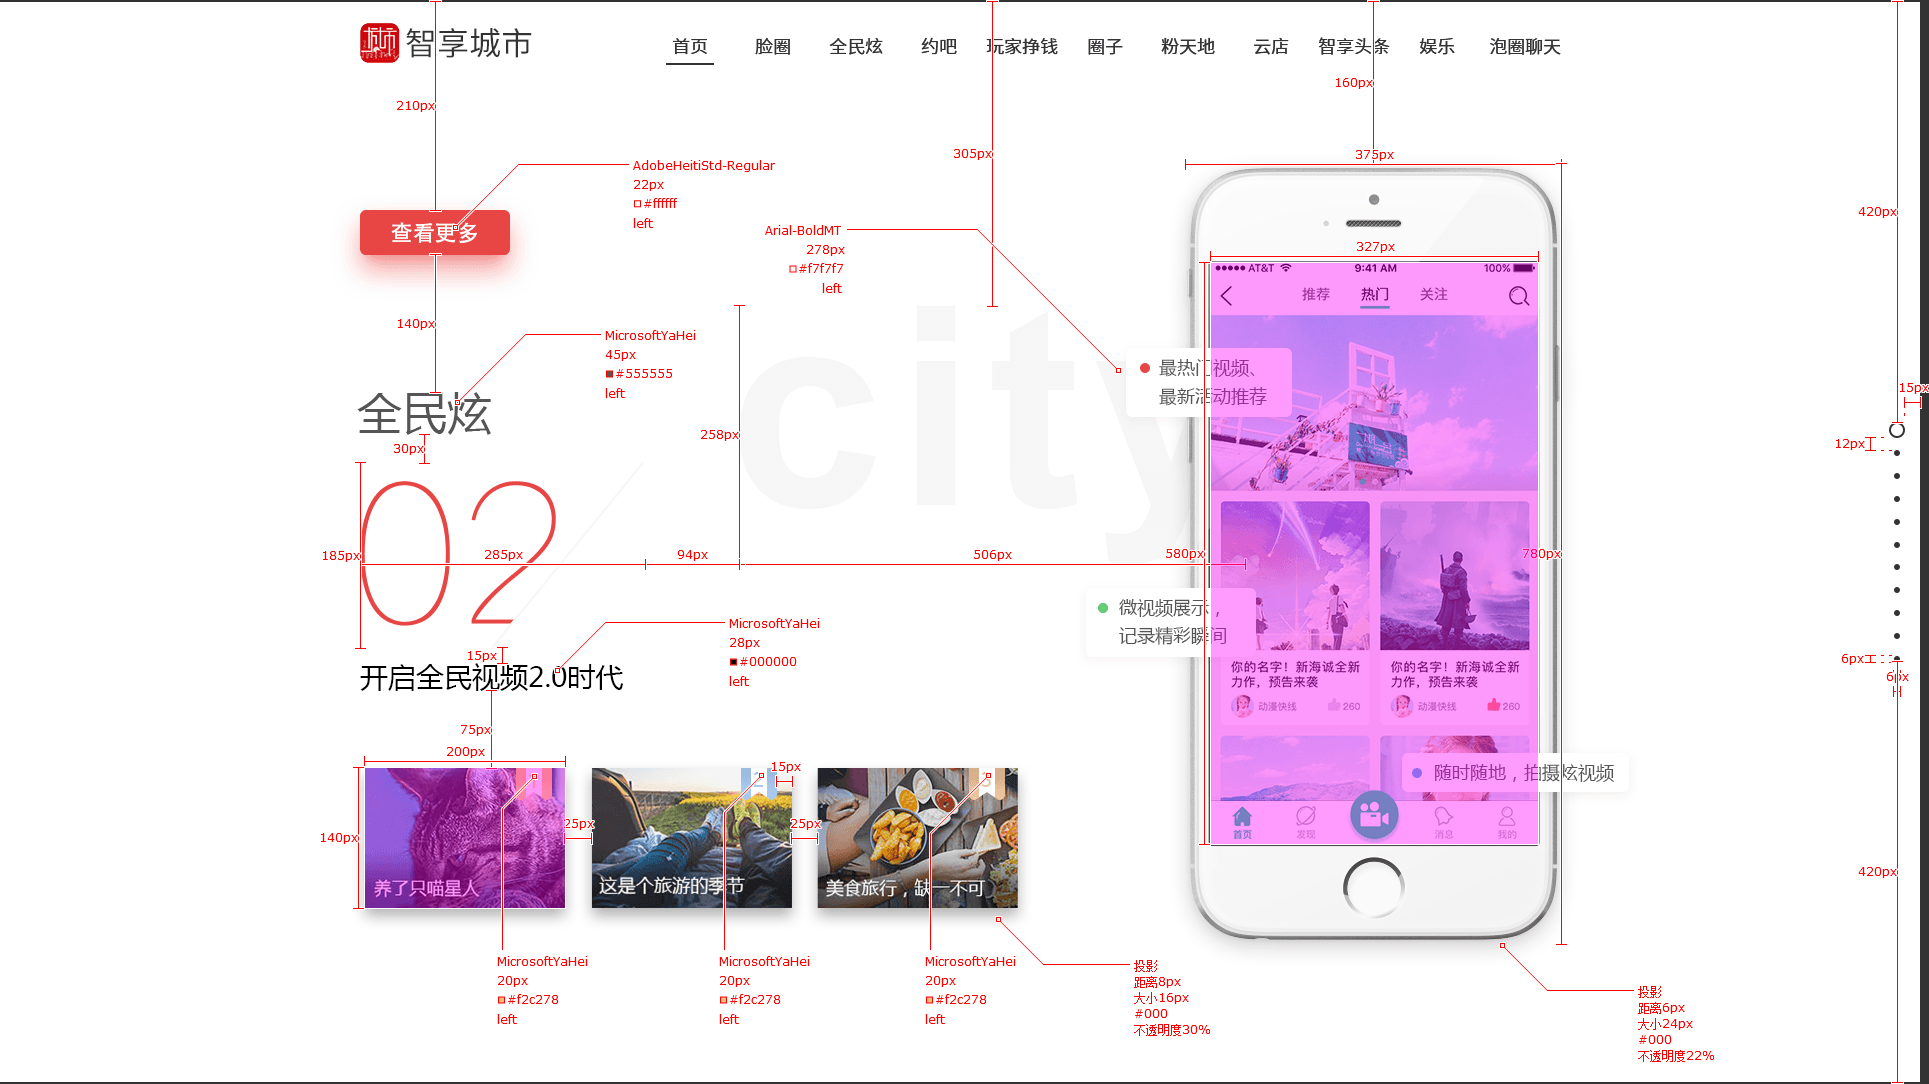 智享城市
首页 脸圈 全民炫 约吧 玩家挣钱 圈子 粉天地 云店 智享头条 娱乐 泡圈聊天
210px
160px
305px
375px
420px
AdobeHeitiStd-Regular
22px
#ffffff
left
查看更多
Arial-BoldMT
278px
#f7f7f7
left
140px
MicrosoftYaHei
45px
#555555
left
全民炫
30px
258px
city
327px
AT&T 9:41 AM 100%
推荐 热门 关注
最热门视频、
最新活动推荐
15px
12px
02
185px
285px
94px
506px
580px
780px
微视频展示，
记录精彩瞬间
MicrosoftYaHei
28px
#000000
left
15px
开启全民视频2.0时代
6px
6px
你的名字！新海诚全新
力作，预告来袭
动漫快线 260
你的名字！新海诚全新
力作，预告来袭
动漫快线 260
75px
200px
15px
140px
25px
25px
2
3
养了只喵星人
这是个旅游的季节
美食旅行，缺一不可
随时随地，拍摄炫视频
首页 发现 消息 我的
420px
MicrosoftYaHei
20px
#f2c278
left
MicrosoftYaHei
20px
#f2c278
left
MicrosoftYaHei
20px
#f2c278
left
投影
距离8px
大小16px
#000
不透明度30%
投影
距离6px
大小24px
#000
不透明度22%